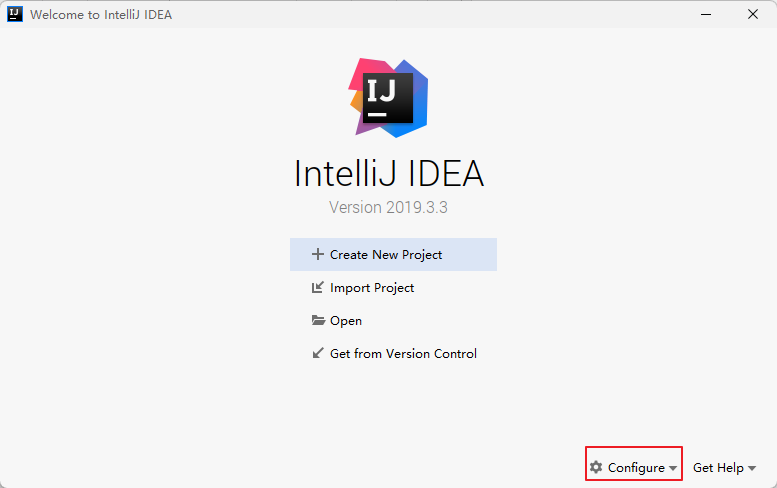 IJ
Welcome to IntelliJ IDEA
IJ
IntelliJ IDEA
Version 2019.3.3
Create New Project
Import Project
Open
Get from Version Control
Configure
Get Help